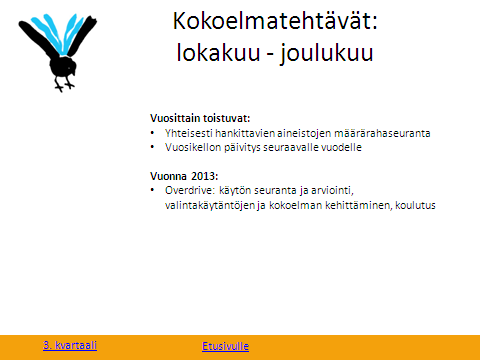 Kokoelmatehtävät:
lokakuu - joulukuu
Vuosittain toistuvat:
• Yhteisesti hankittavien aineistojen määrärahaseuranta
• Vuosikellon päivitys seuraavalle vuodelle
Vuonna 2013:
• Overdrive: käytön seuranta ja arviointi,
valintakäytäntöjen ja kokoelman kehittäminen, koulutus
3. kvartaali
Etusivulle